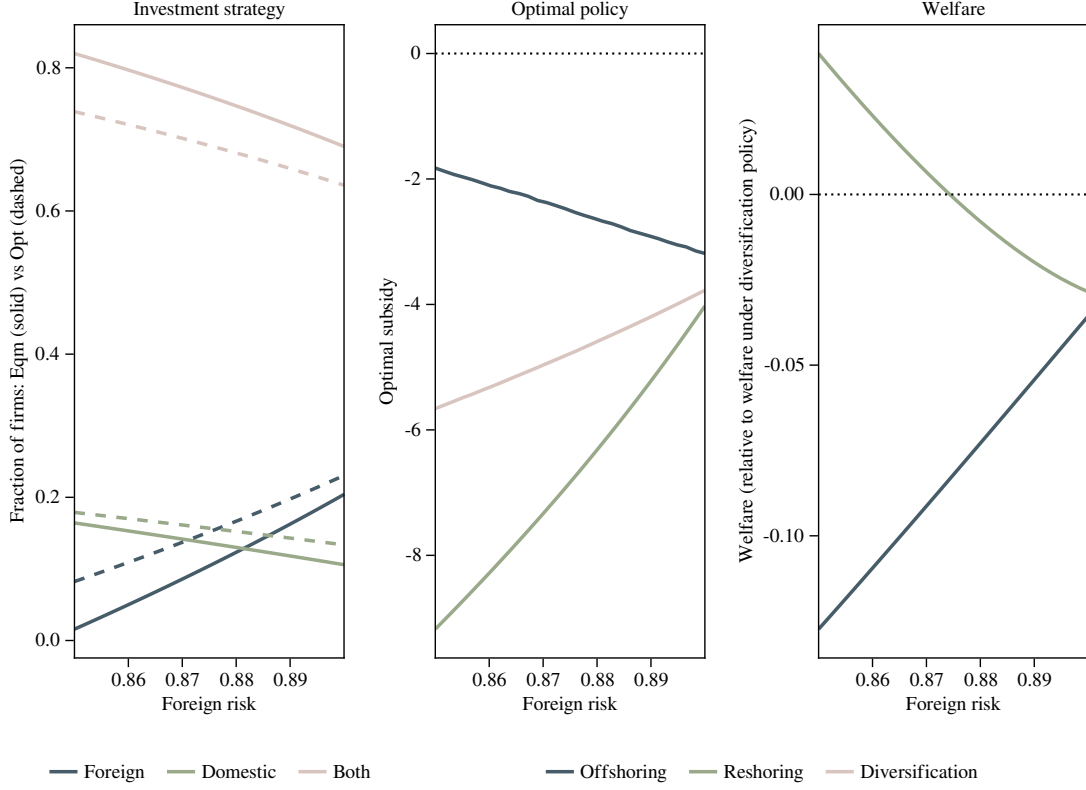 Investment strategy
Optimal policy
Welfare
Fraction of firms: Eqm (solid) vs Opt (dashed)
0.8
0.6
0.4
0.2
0.0
0.86 0.87 0.88 0.89
Foreign risk
Optimal subsidy
0
-2
-4
-6
-8
0.86 0.87 0.88 0.89
Foreign risk
Welfare (relative to welfare under diversification policy)
0.00
-0.05
-0.10
0.86 0.87 0.88 0.89
Foreign risk
Foreign Domestic Both
Offshoring Reshoring Diversification